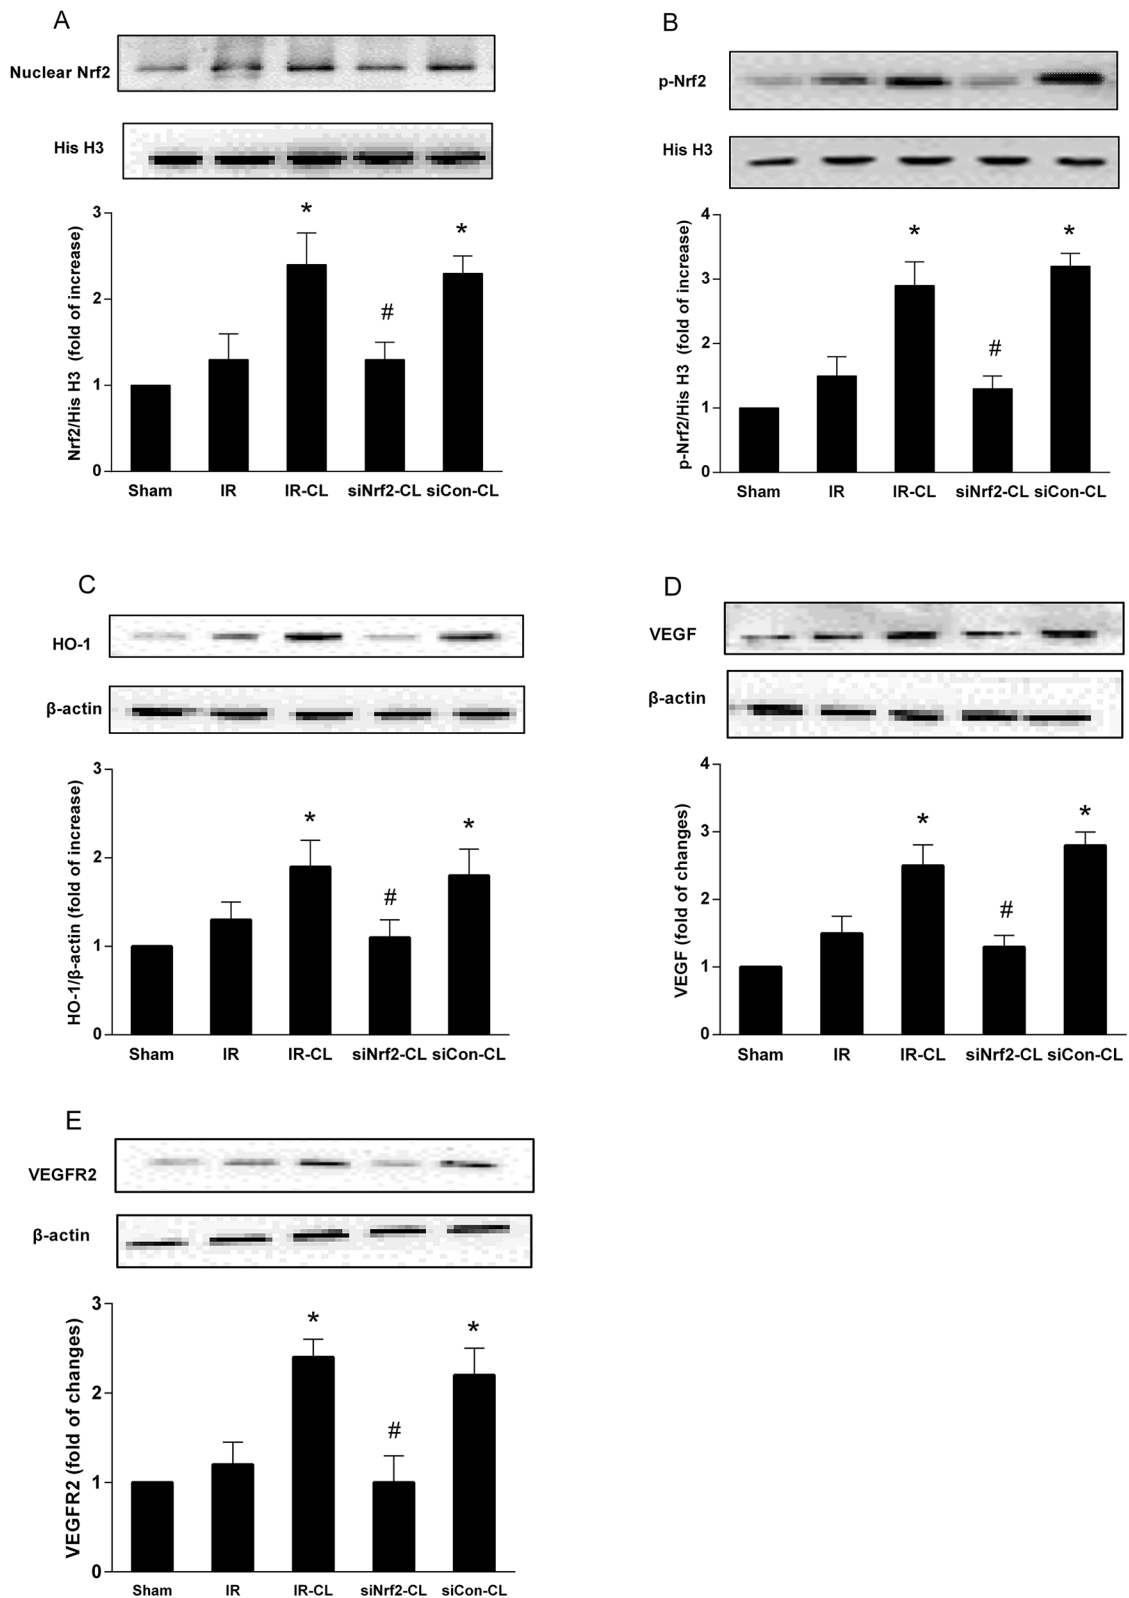 A
Nuclear Nrf2
His H3
Nrf2/His H3 (fold of increase)
3
2
1
0
*
#
*
Sham IR IR-CL siNrf2-CL siCon-CL
B
p-Nrf2
His H3
p-Nrf2/His H3 (fold of increase)
4
3
2
1
0
*
#
*
Sham IR IR-CL siNrf2-CL siCon-CL
C
HO-1
β-actin
HO-1/β-actin (fold of increase)
3
2
1
0
*
#
*
Sham IR IR-CL siNrf2-CL siCon-CL
D
VEGF
β-actin
VEGF (fold of changes)
4
3
2
1
0
*
#
*
Sham IR IR-CL siNrf2-CL siCon-CL
E
VEGFR2
β-actin
VEGFR2 (fold of changes)
3
2
1
0
*
#
*
Sham IR IR-CL siNrf2-CL siCon-CL